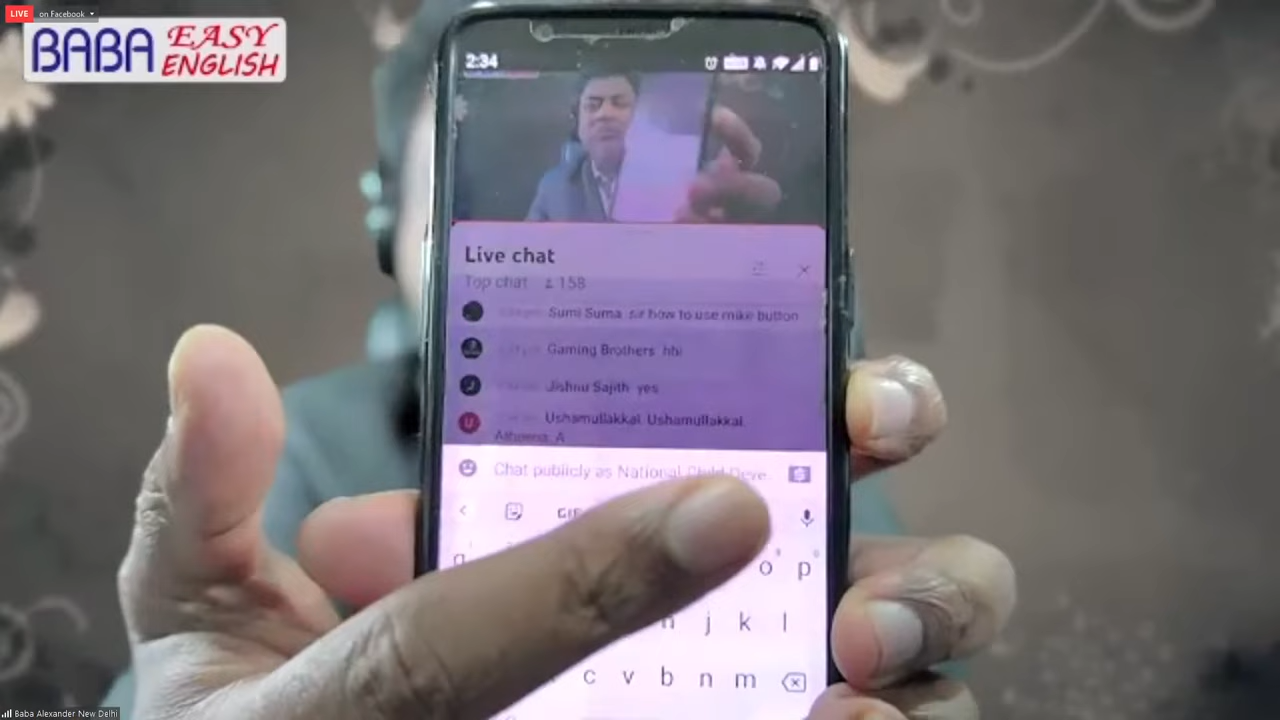 LIVE on Facebook
BABA EASY ENGLISH
2:34
Live chat
Top chat 158
Sumi Suma sir how to use mike button
Gaming Brothers hhi
Jishnu Sajith yes
U Ushamullakkal Ushamullakkal
A
Chat publicly as National Child Deve...
GIF
o p
j k l
c v b n m
Baba Alexander New Delhi